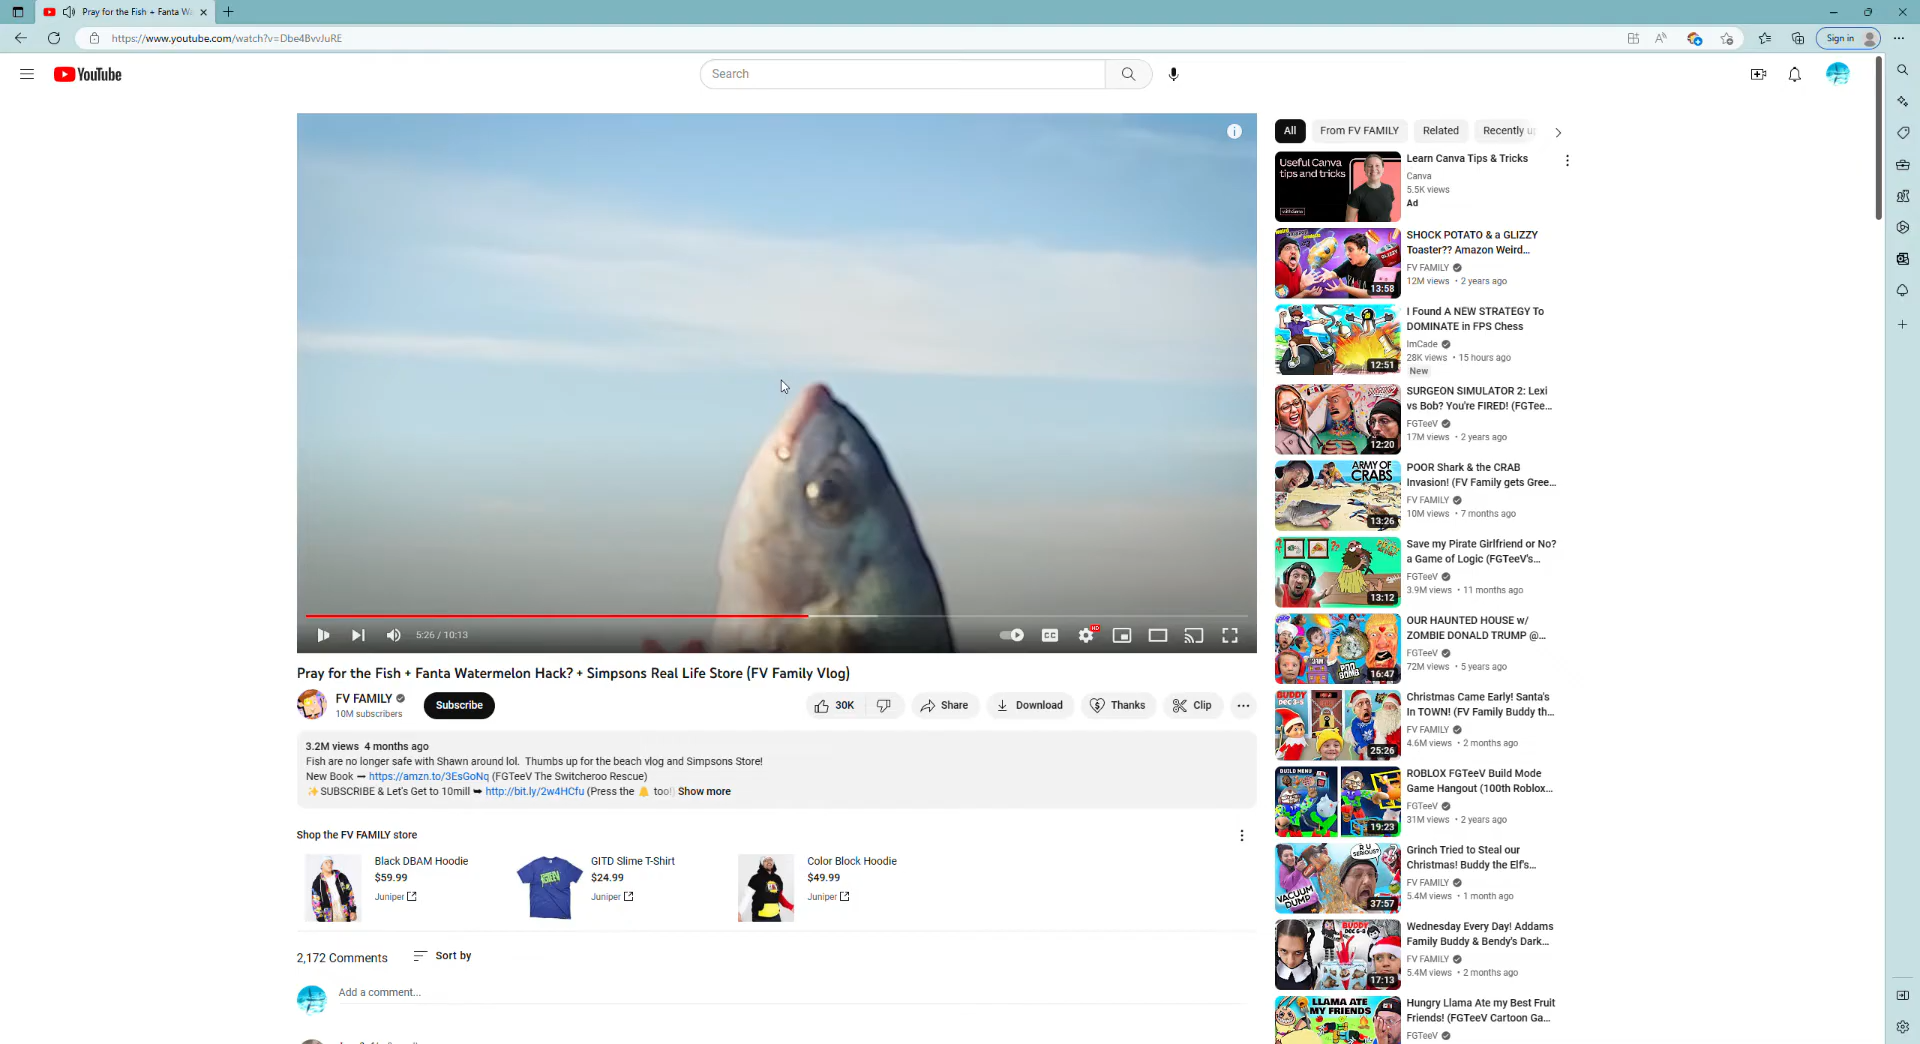 Pray for the Fish + Fanta Wa
https://www.youtube.com/watch?v=Dbe4BvvJuRE
Sign in
YouTube
Search
5:26 / 10:13
CC
HD
Pray for the Fish + Fanta Watermelon Hack? + Simpsons Real Life Store (FV Family Vlog)
FV FAMILY
10M subscribers
Subscribe
30K
Share
Download
Thanks
Clip
3.2M views 4 months ago
Fish are no longer safe with Shawn around lol. Thumbs up for the beach vlog and Simpsons Store!
New Book ━ https://amzn.to/3EsGoNq (FGTeeV The Switcheroo Rescue)
✨ SUBSCRIBE & Let's Get to 10mill ➥ http://bit.ly/2w4HCfu (Press the 🔔 too!) Show more
Shop the FV FAMILY store
Black DBAM Hoodie
$59.99
Juniper
GITD Slime T-Shirt
$24.99
Juniper
Color Block Hoodie
$49.99
Juniper
2,172 Comments
Sort by
Add a comment...
All
From FV FAMILY
Related
Recently up
Useful Canva
tips and tricks
Learn Canva Tips & Tricks
Canva
5.5K views
Ad
13:58
SHOCK POTATO & a GLIZZY
Toaster?? Amazon Weird...
FV FAMILY
12M views • 2 years ago
12:51
I Found A NEW STRATEGY To
DOMINATE in FPS Chess
ImCade
28K views • 15 hours ago
New
12:20
SURGEON SIMULATOR 2: Lexi
vs Bob? You're FIRED! (FGTee...
FGTeeV
17M views • 2 years ago
ARMY OF
CRABS
13:26
POOR Shark & the CRAB
Invasion! (FV Family gets Gree...
FV FAMILY
10M views • 7 months ago
13:12
Save my Pirate Girlfriend or No?
a Game of Logic (FGTeeV's...
FGTeeV
3.9M views • 11 months ago
3AM
POO
BOMB
16:47
OUR HAUNTED HOUSE w/
ZOMBIE DONALD TRUMP @...
FGTeeV
72M views • 5 years ago
BUDDY
DEC 3-5
25:26
Christmas Came Early! Santa's
In TOWN! (FV Family Buddy th...
FV FAMILY
4.6M views • 2 months ago
BUILD MENU
19:23
ROBLOX FGTeeV Build Mode
Game Hangout (100th Roblox...
FGTeeV
31M views • 2 years ago
R U
SERIOUS?
VACUUM
DUMP
37:57
Grinch Tried to Steal our
Christmas! Buddy the Elf's...
FV FAMILY
5.4M views • 1 month ago
BUDDY
DEC 6-8
17:13
Wednesday Every Day! Addams
Family Buddy & Bendy's Dark...
FV FAMILY
5.4M views • 2 months ago
LLAMA ATE
MY FRIENDS
Hungry Llama Ate my Best Fruit
Friends! (FGTeeV Cartoon Ga...
FGTeeV